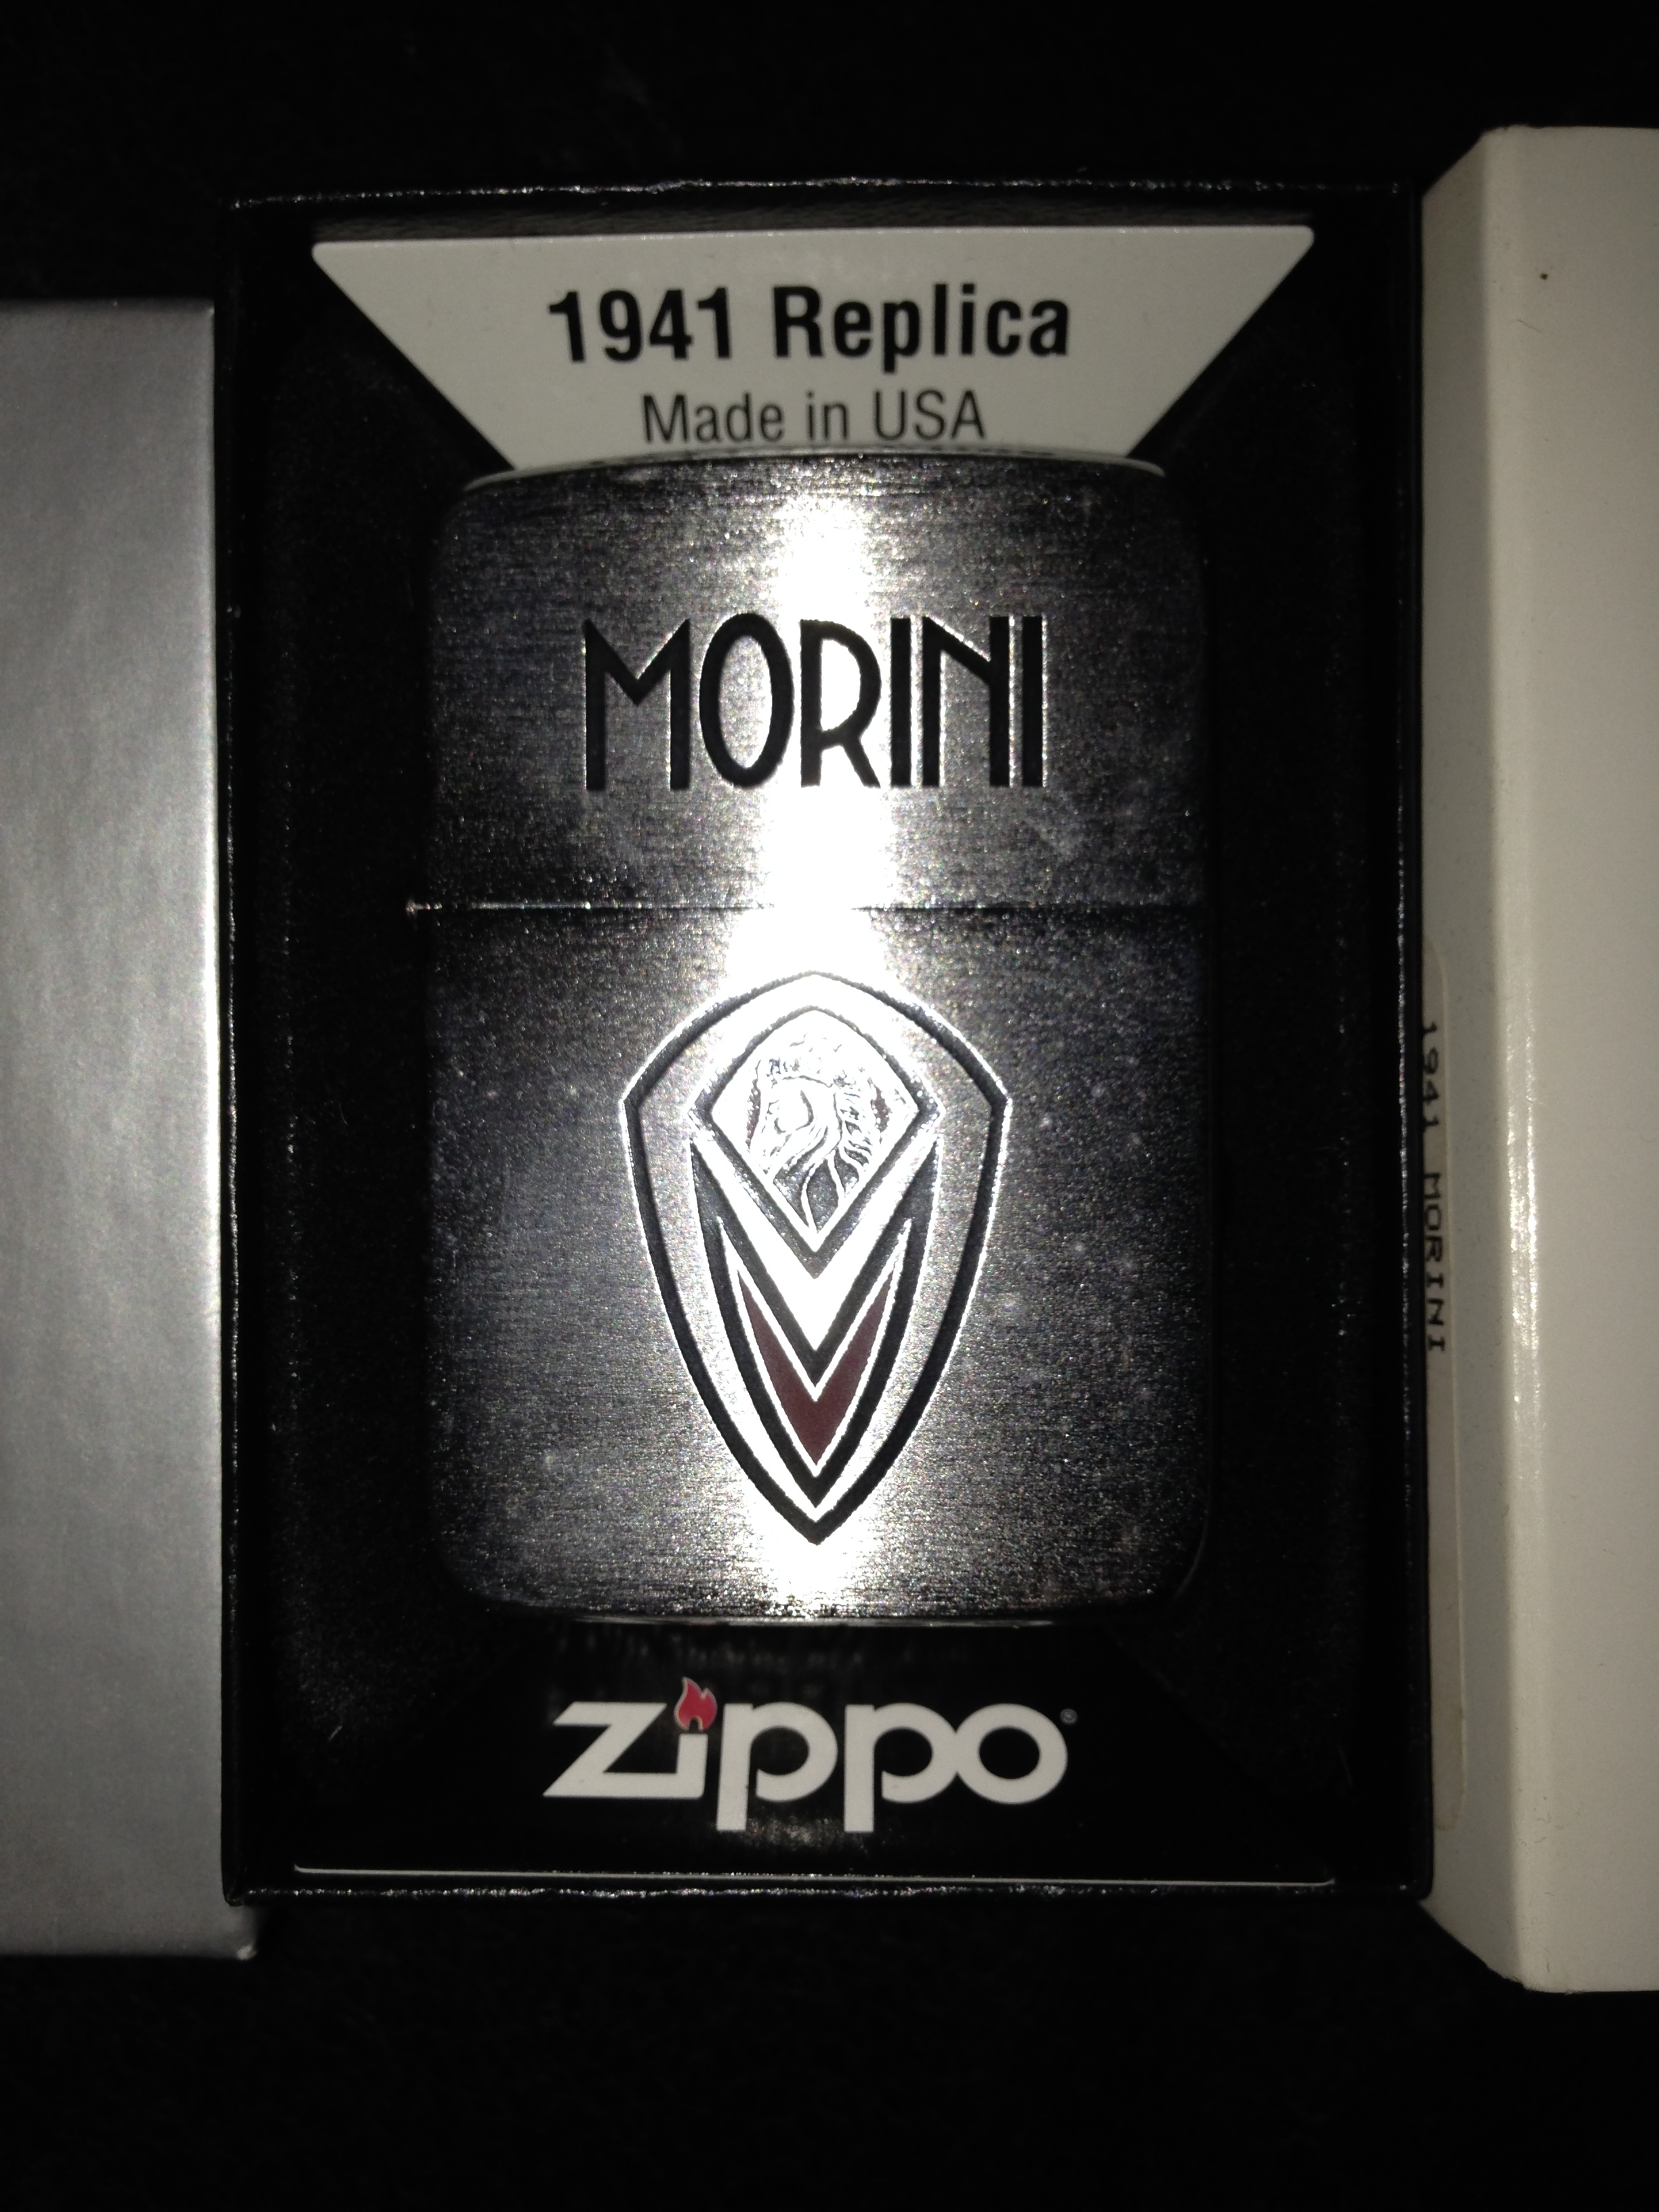 1941 Replica
Made in USA
MORINI
zippo®
1941 MORINI